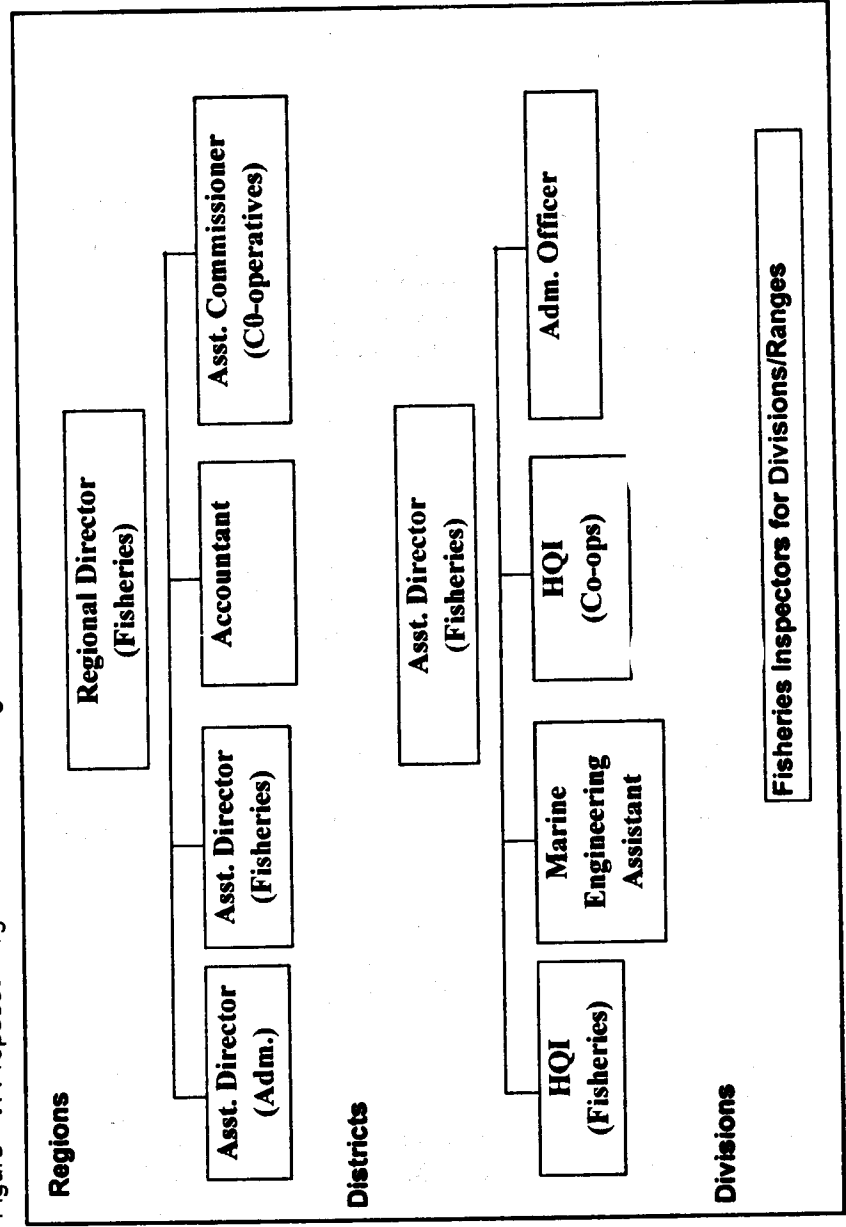 Regions
Regional Director
(Fisheries)
Asst. Director
(Adm.)
Asst. Director
(Fisheries)
Accountant
Asst. Commissioner
(C0-operatives)
Districts
Asst. Director
(Fisheries)
HQI
(Fisheries)
Marine
Engineering
Assistant
HQI
(Co-ops)
Adm. Officer
Divisions
Fisheries Inspectors for Divisions/Ranges